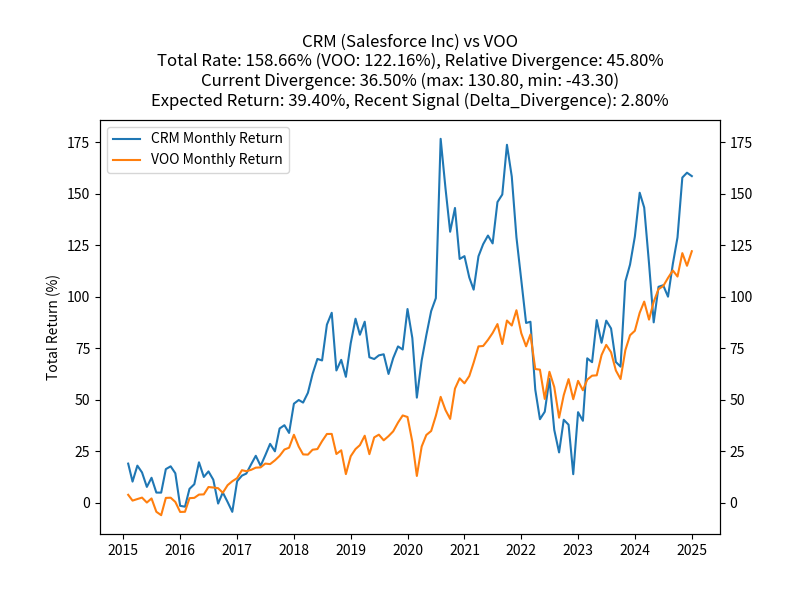 CRM (Salesforce Inc) vs VOO
Total Rate: 158.66% (VOO: 122.16%), Relative Divergence: 45.80%
Current Divergence: 36.50% (max: 130.80, min: -43.30)
Expected Return: 39.40%, Recent Signal (Delta_Divergence): 2.80%
CRM Monthly Return
VOO Monthly Return
Total Return (%)
175
150
125
100
75
50
25
0
175
150
125
100
75
50
25
0
2015 2016 2017 2018 2019 2020 2021 2022 2023 2024 2025